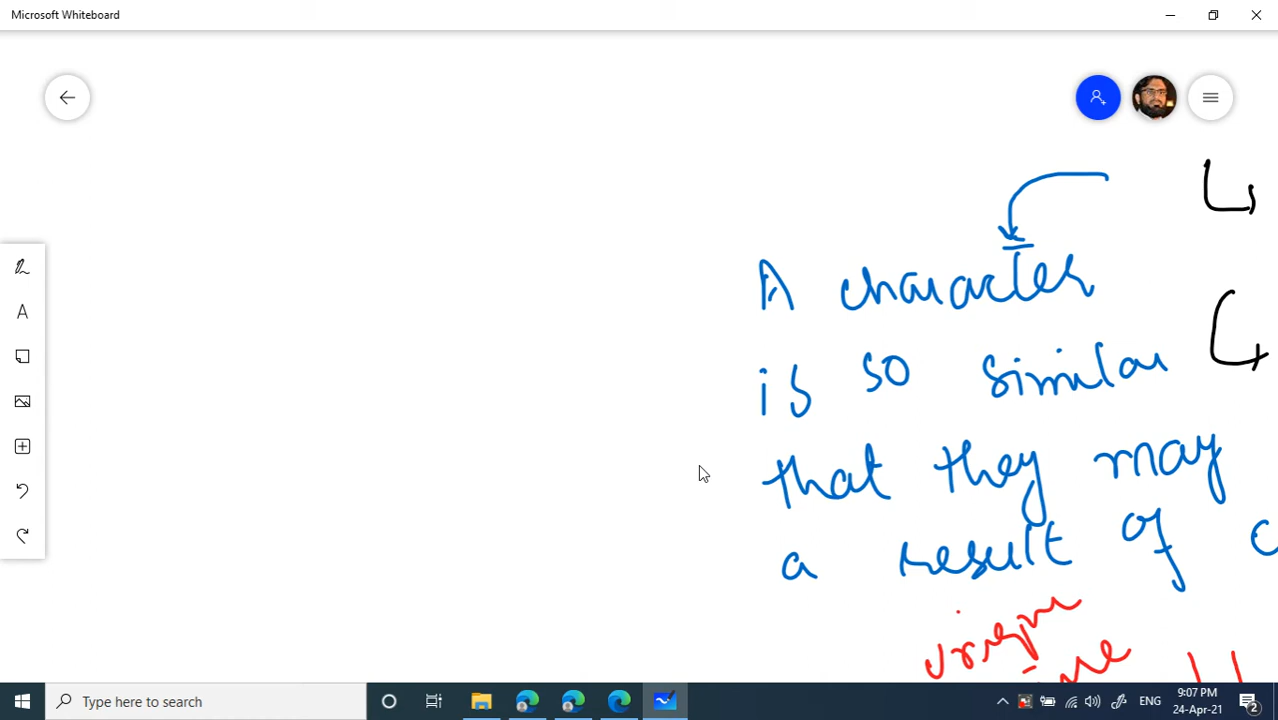 Microsoft Whiteboard
A character
is so similar
that they may
a result of c
Type here to search
ENG
9:07 PM
24-Apr-21
2